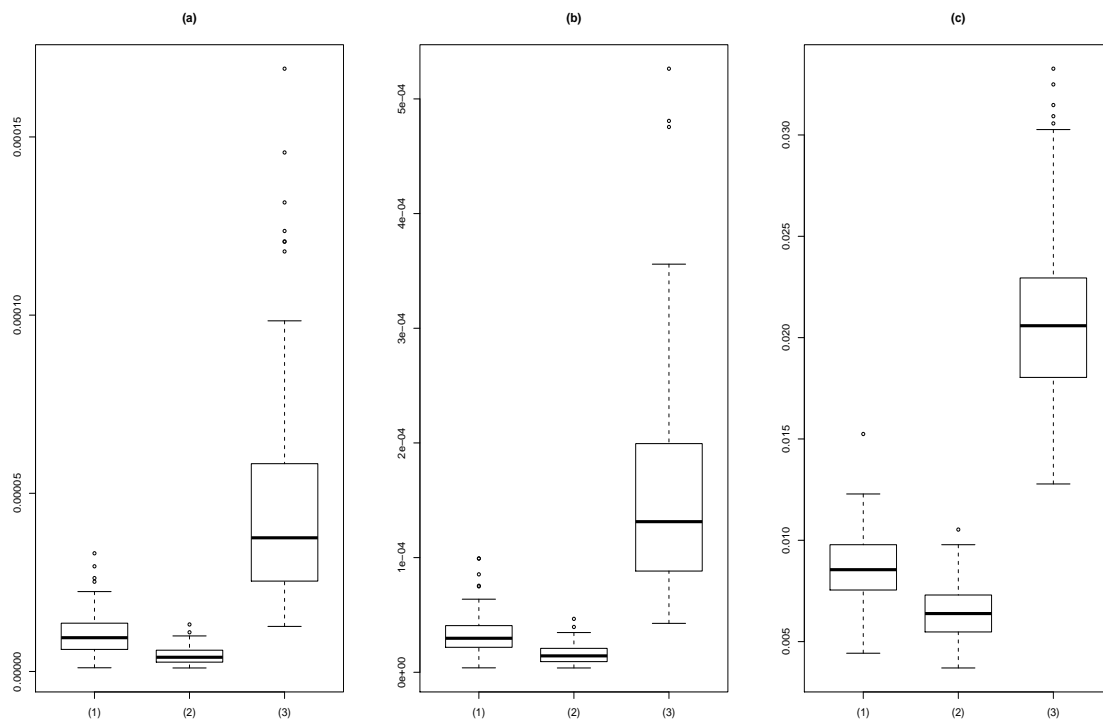 (a)
0.00015
0.00010
0.00005
0.00000
(1) (2) (3)
(b)
5e−04
4e−04
3e−04
2e−04
1e−04
0e+00
(1) (2) (3)
(c)
0.030
0.025
0.020
0.015
0.010
0.005
(1) (2) (3)